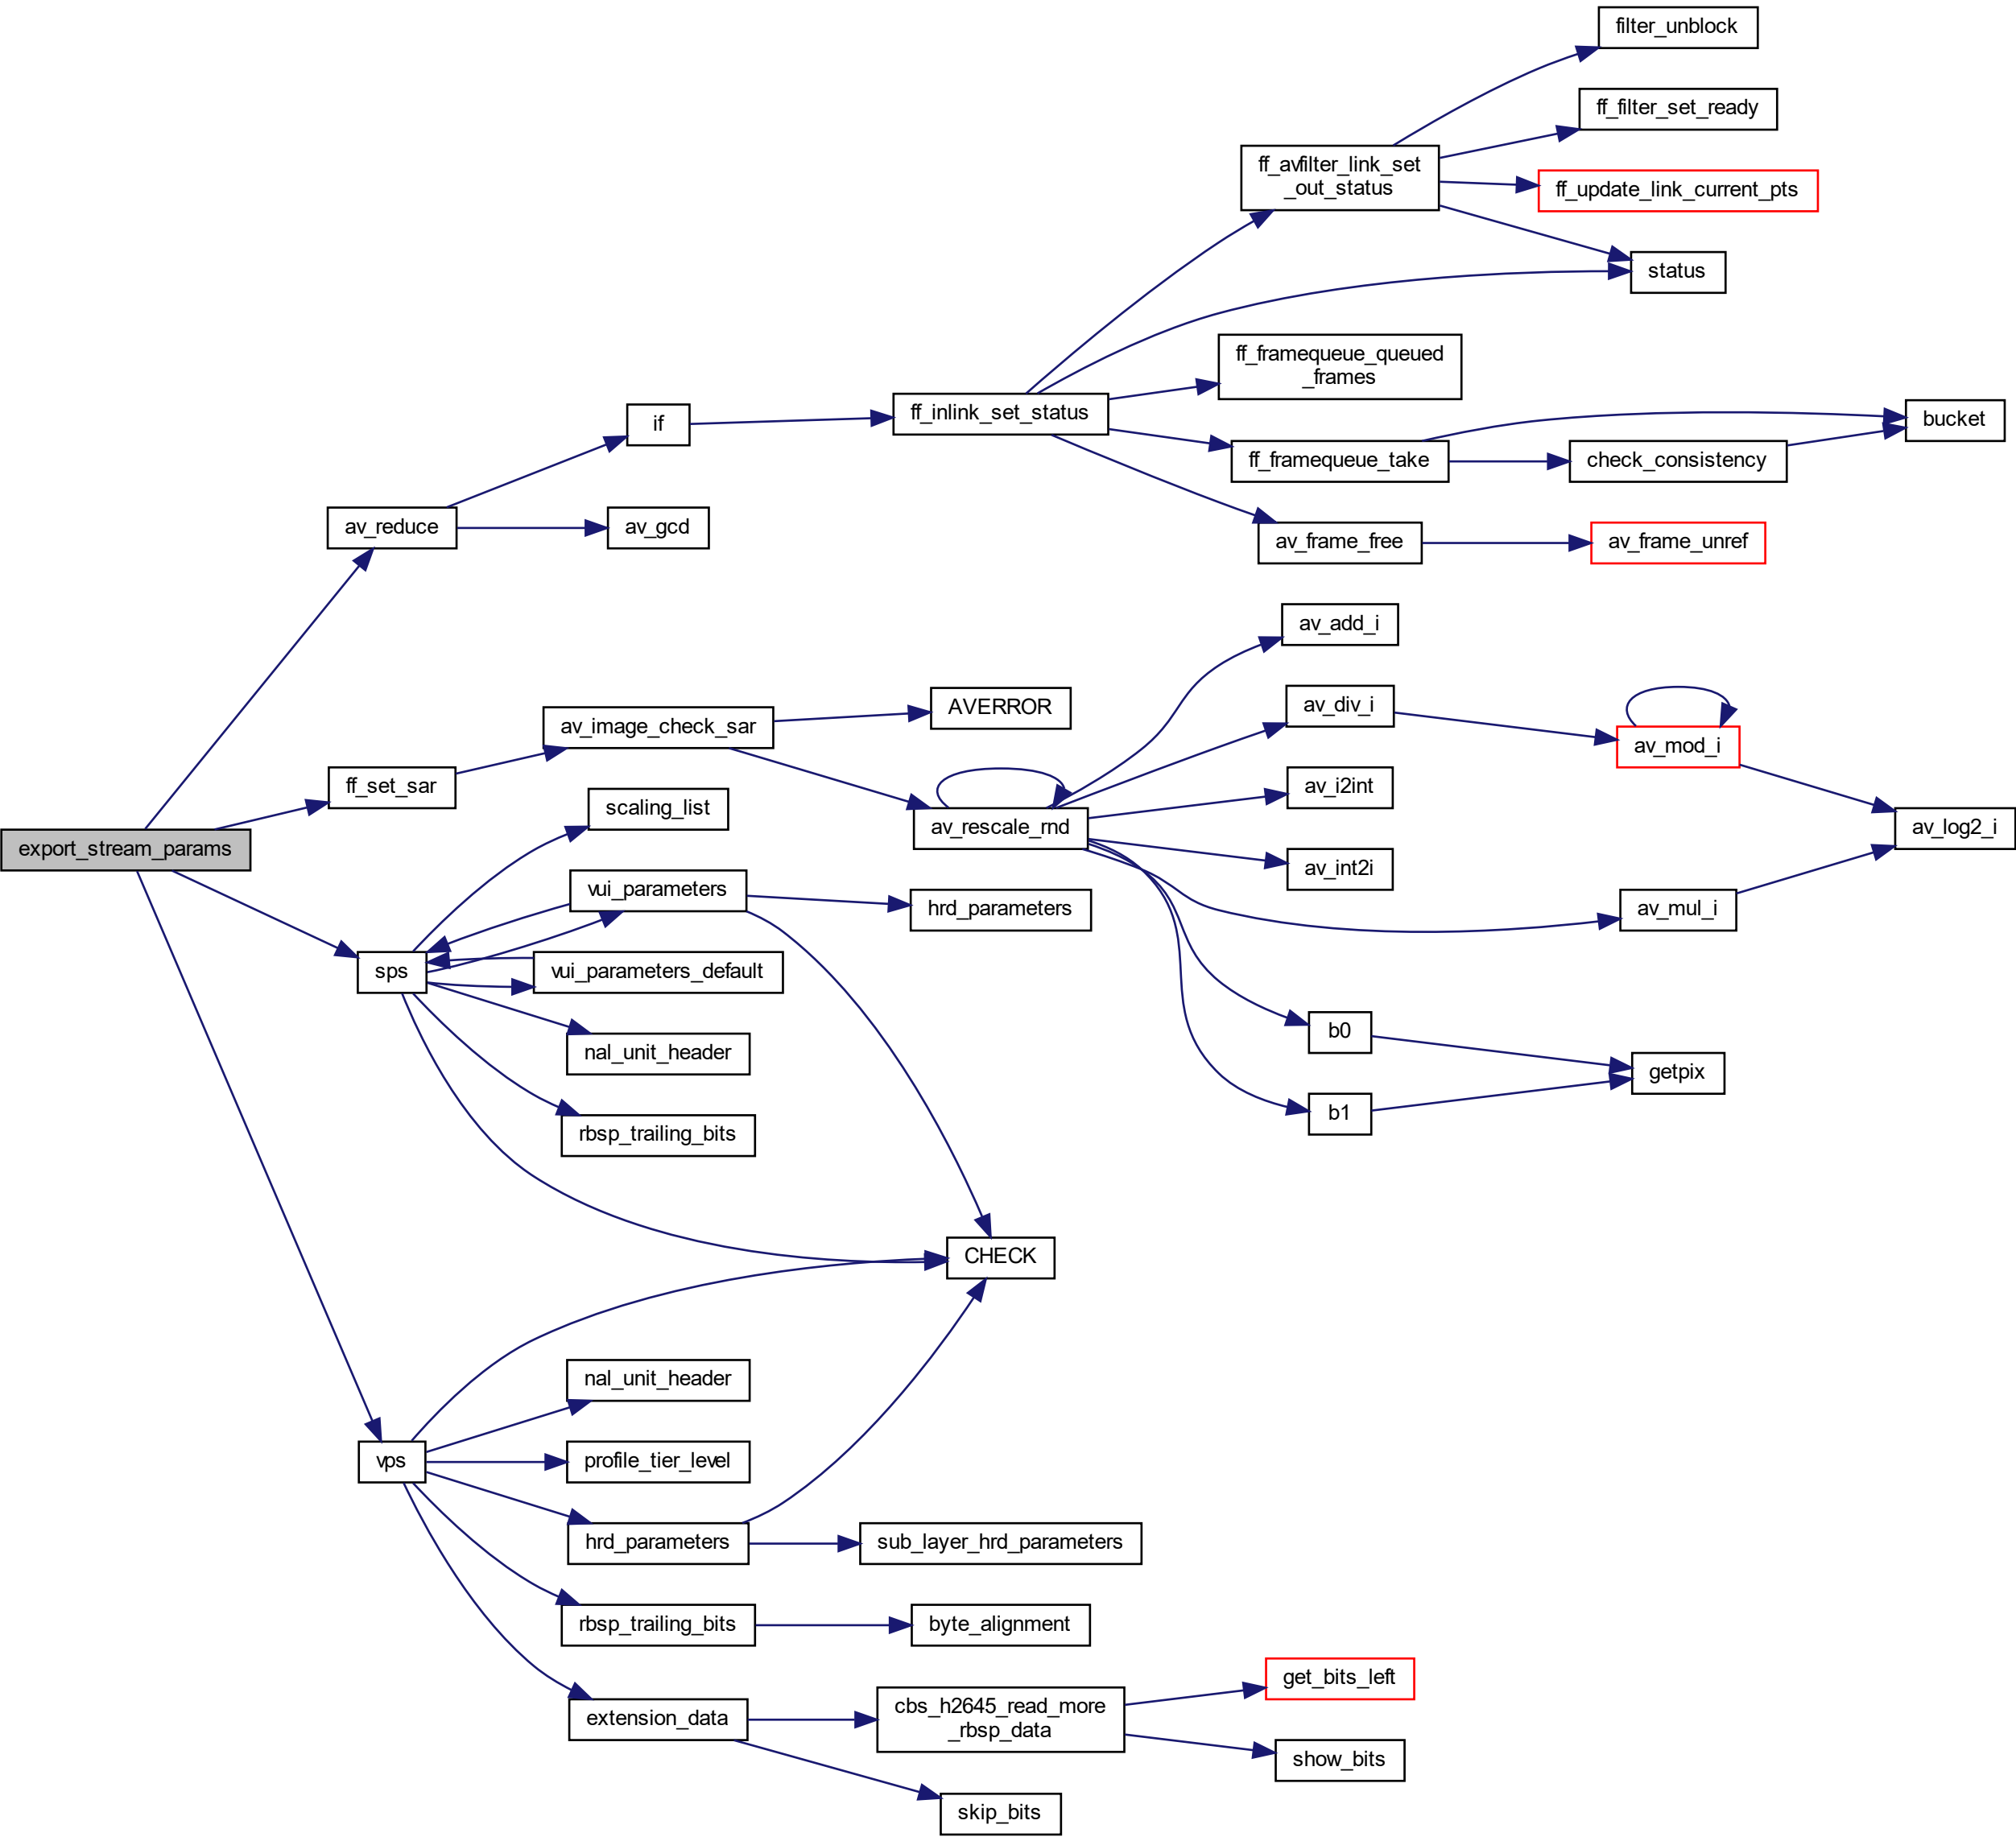 filter_unblock
ff_filter_set_ready
ff_avfilter_link_set
_out_status
ff_update_link_current_pts
status
ff_framequeue_queued
_frames
if
ff_inlink_set_status
bucket
ff_framequeue_take
check_consistency
av_reduce
av_gcd
av_frame_free
av_frame_unref
av_add_i
AVERROR
av_div_i
av_image_check_sar
av_mod_i
ff_set_sar
av_i2int
scaling_list
av_rescale_rnd
av_log2_i
export_stream_params
av_int2i
vui_parameters
hrd_parameters
av_mul_i
sps
vui_parameters_default
b0
nal_unit_header
getpix
b1
rbsp_trailing_bits
CHECK
nal_unit_header
vps
profile_tier_level
hrd_parameters
sub_layer_hrd_parameters
rbsp_trailing_bits
byte_alignment
get_bits_left
extension_data
cbs_h2645_read_more
_rbsp_data
show_bits
skip_bits